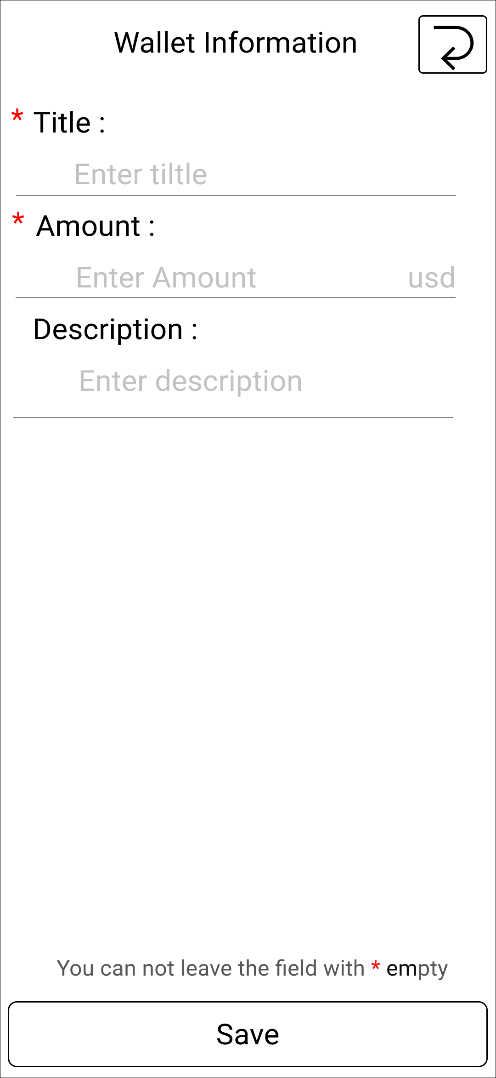 Wallet Information
* Title :
Enter tiltle
* Amount :
Enter Amount usd
Description :
Enter description
You can not leave the field with * empty
Save